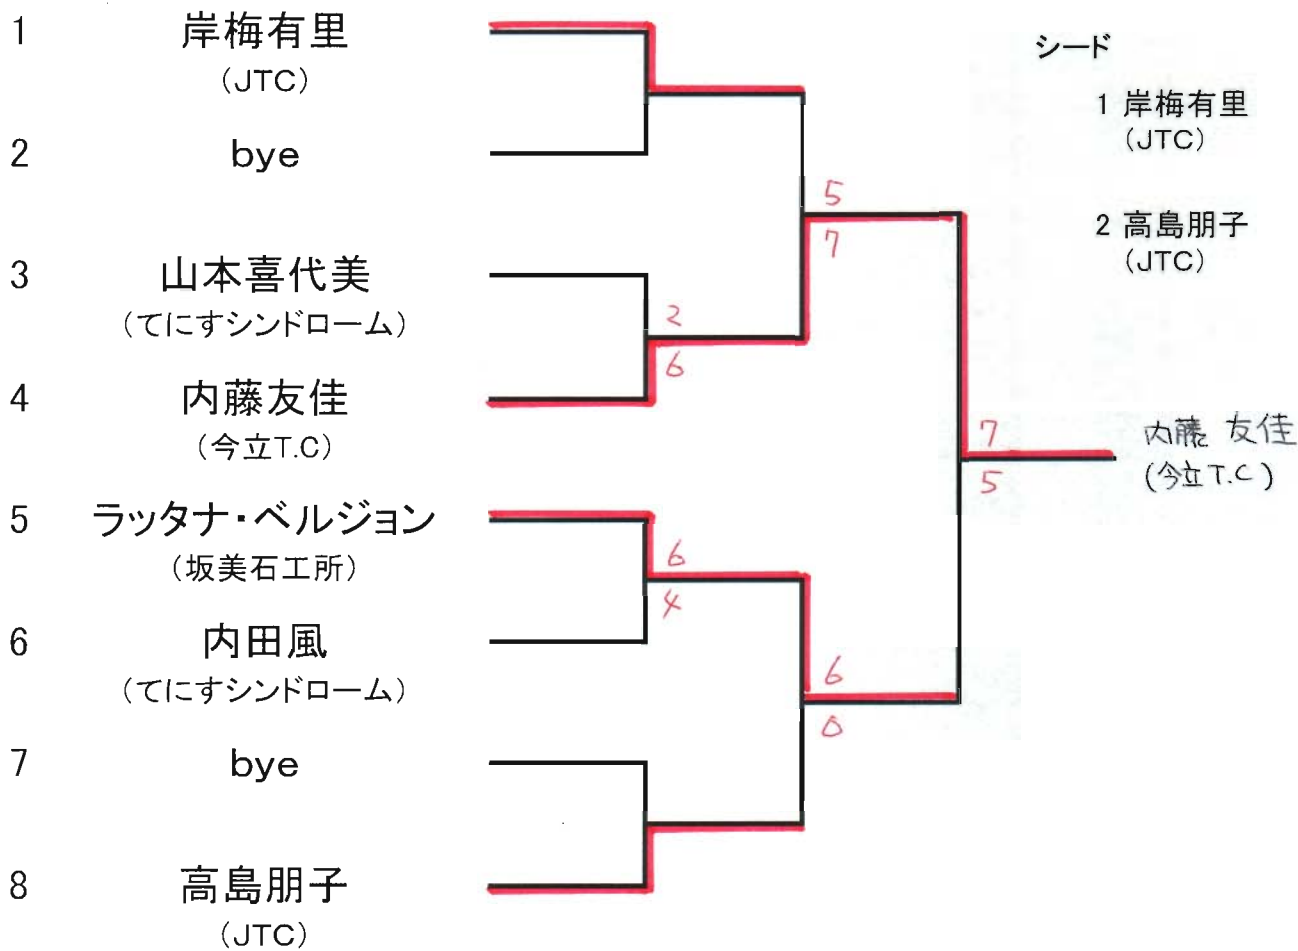 1 岸梅有里
(JTC)
2 bye
3 山本喜代美
(てにすシンドローム)
4 内藤友佳
(今立T.C)
5 ラッタナ・ベルジョン
(坂美石工所)
6 内田風
(てにすシンドローム)
7 bye
8 高島朋子
(JTC)
2
6
6
4
5
7
6
0
7
5
内藤 友佳
(今立T.C)
シード
1 岸梅有里
(JTC)
2 高島朋子
(JTC)